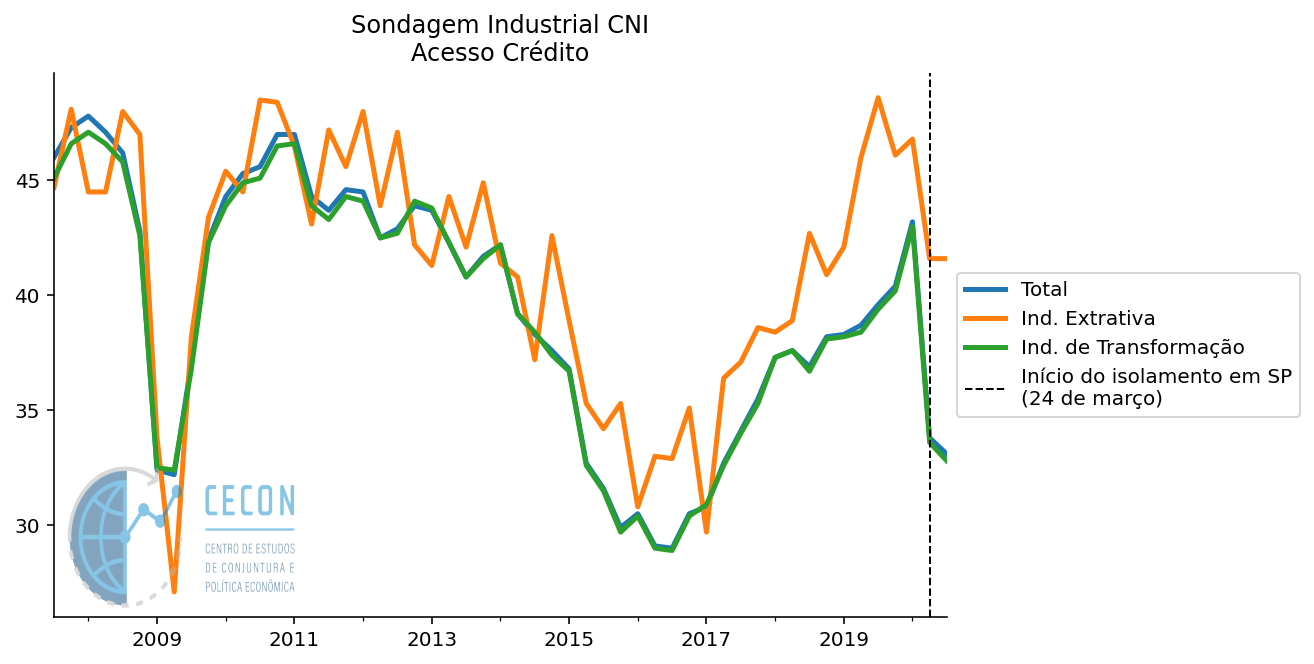 Sondagem Industrial CNI
Acesso Crédito
45
40
35
30
2009
2011
2013
2015
2017
2019
Total
Ind. Extrativa
Ind. de Transformação
Início do isolamento em SP
(24 de março)
CECON
CENTRO DE ESTUDOS
DE CONJUNTURA E
POLÍTICA ECONÔMICA